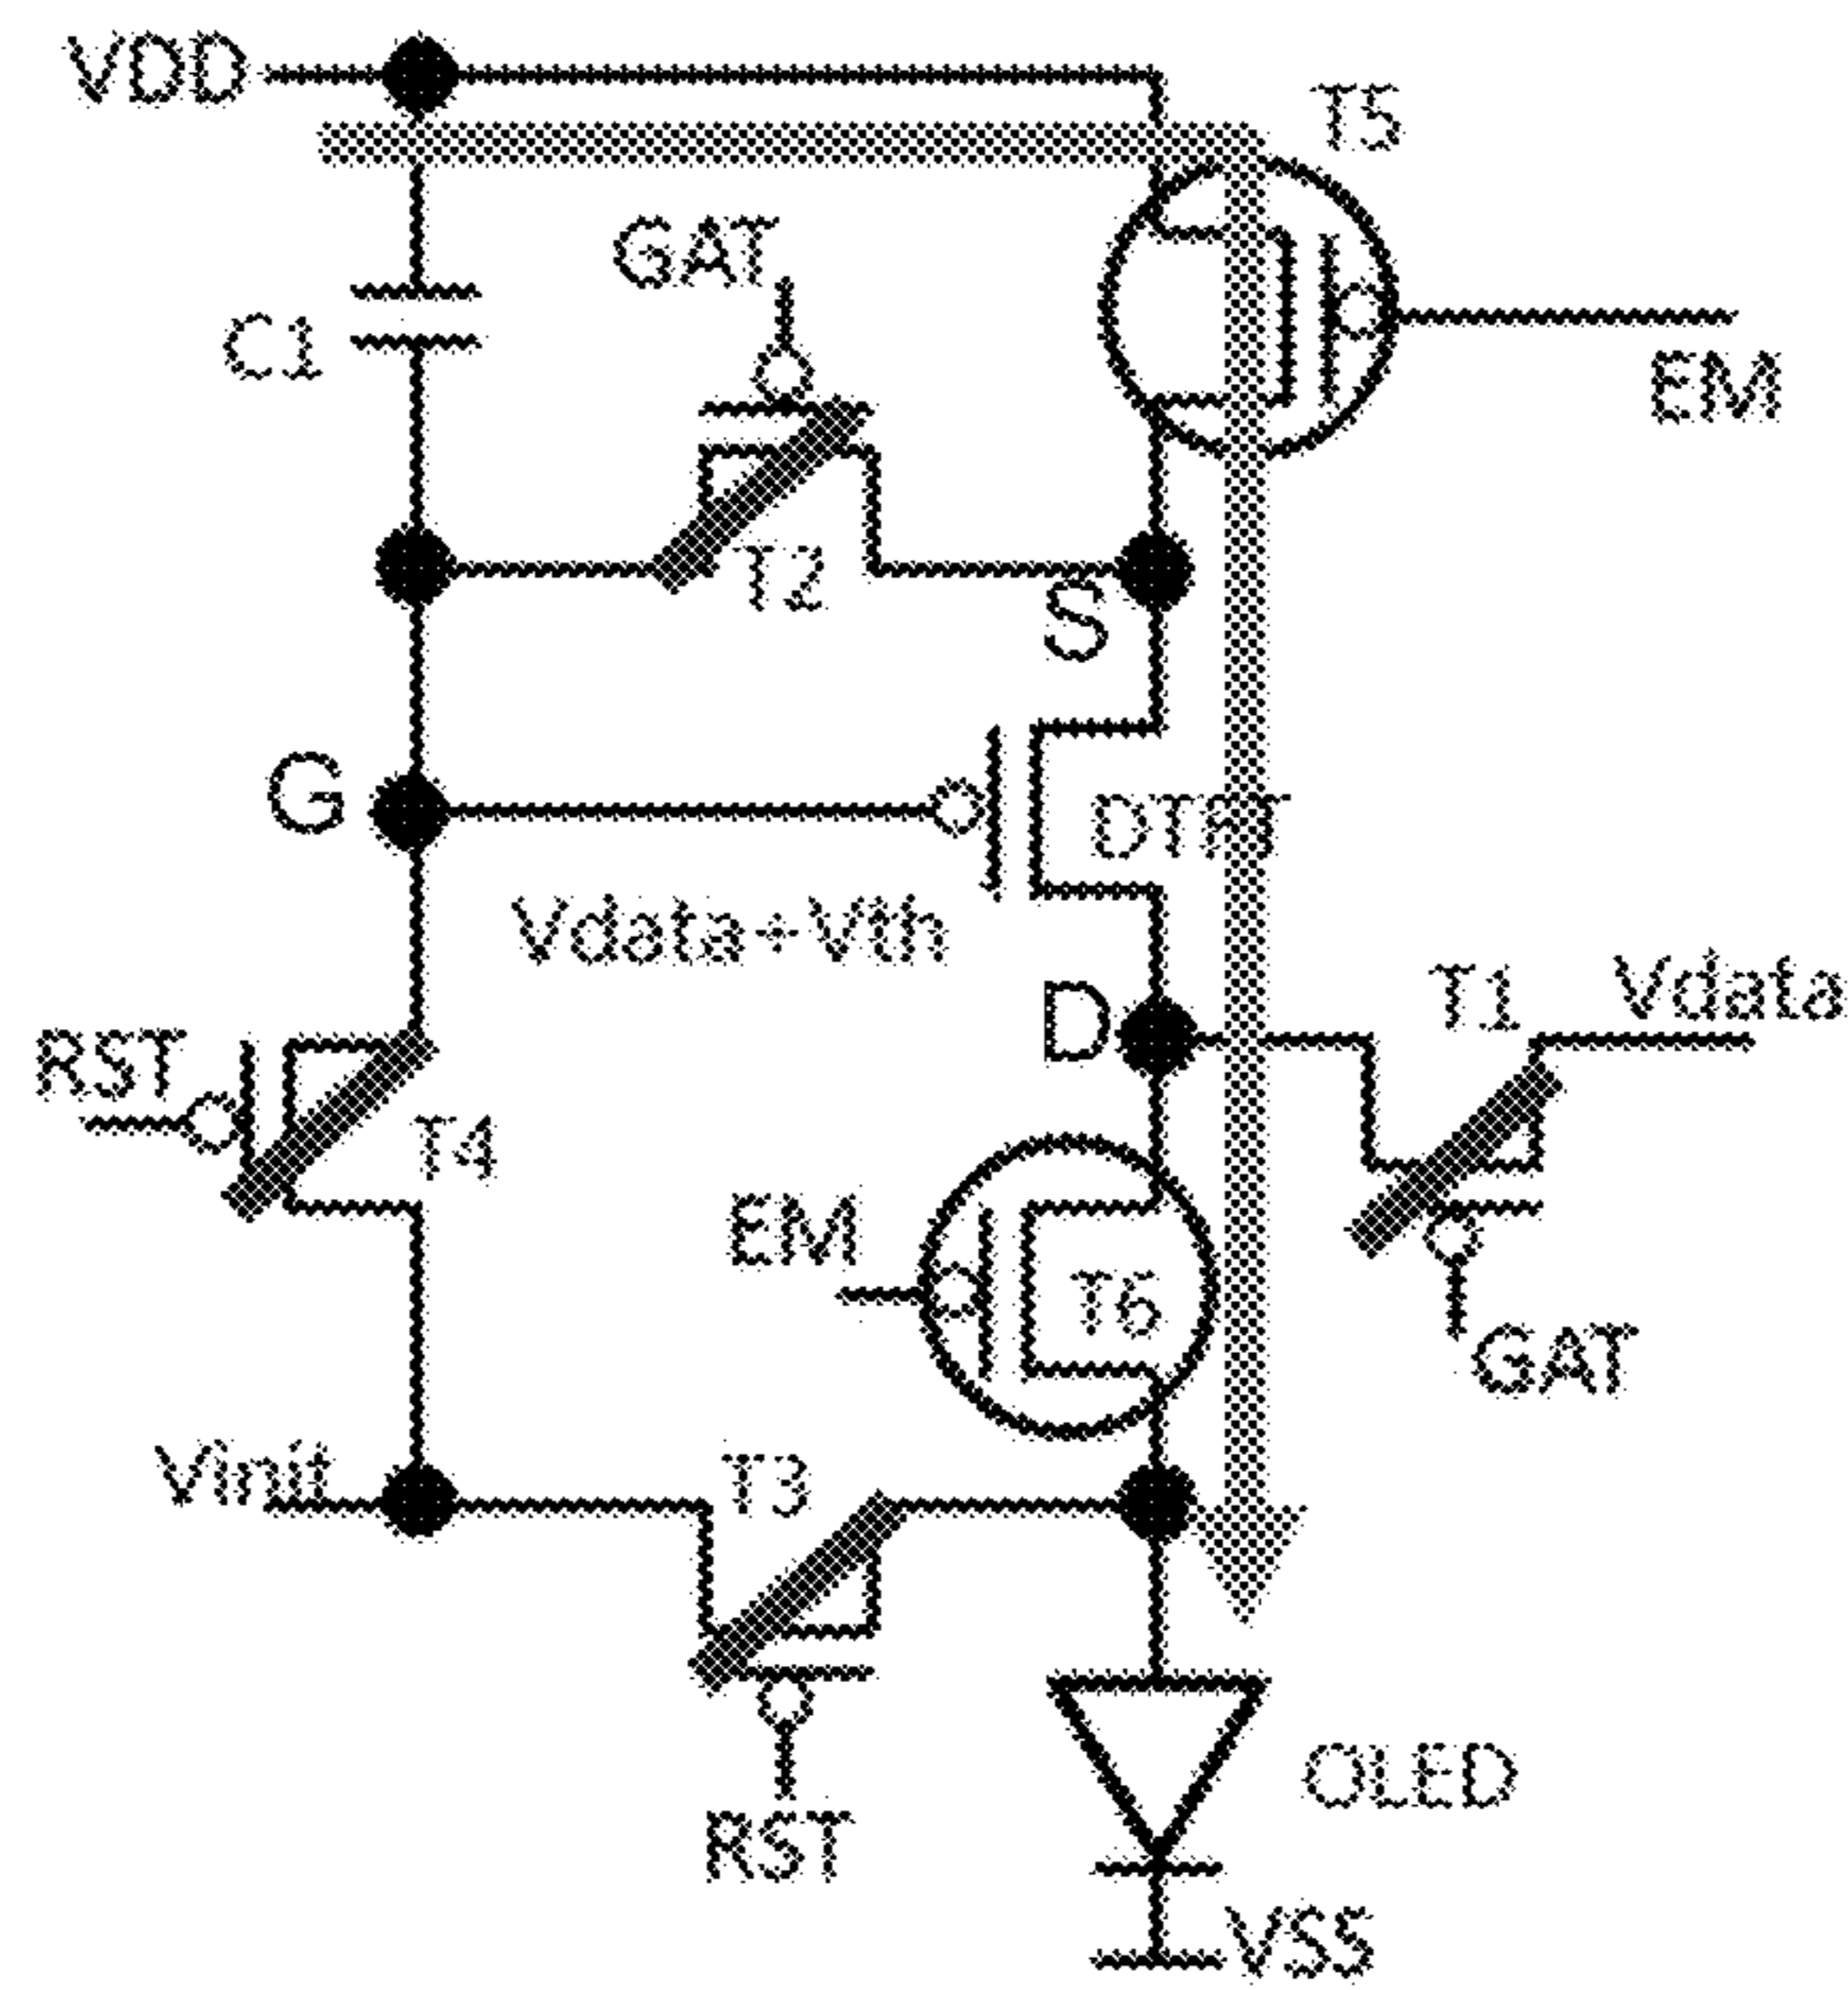 VDD
T5
GAT
C1
EM
T2
S
G
DTFT
Vdata+Vth
D
T1
Vdata
RST
T4
EM
T6
GAT
Vinit
T3
OLED
RST
VSS